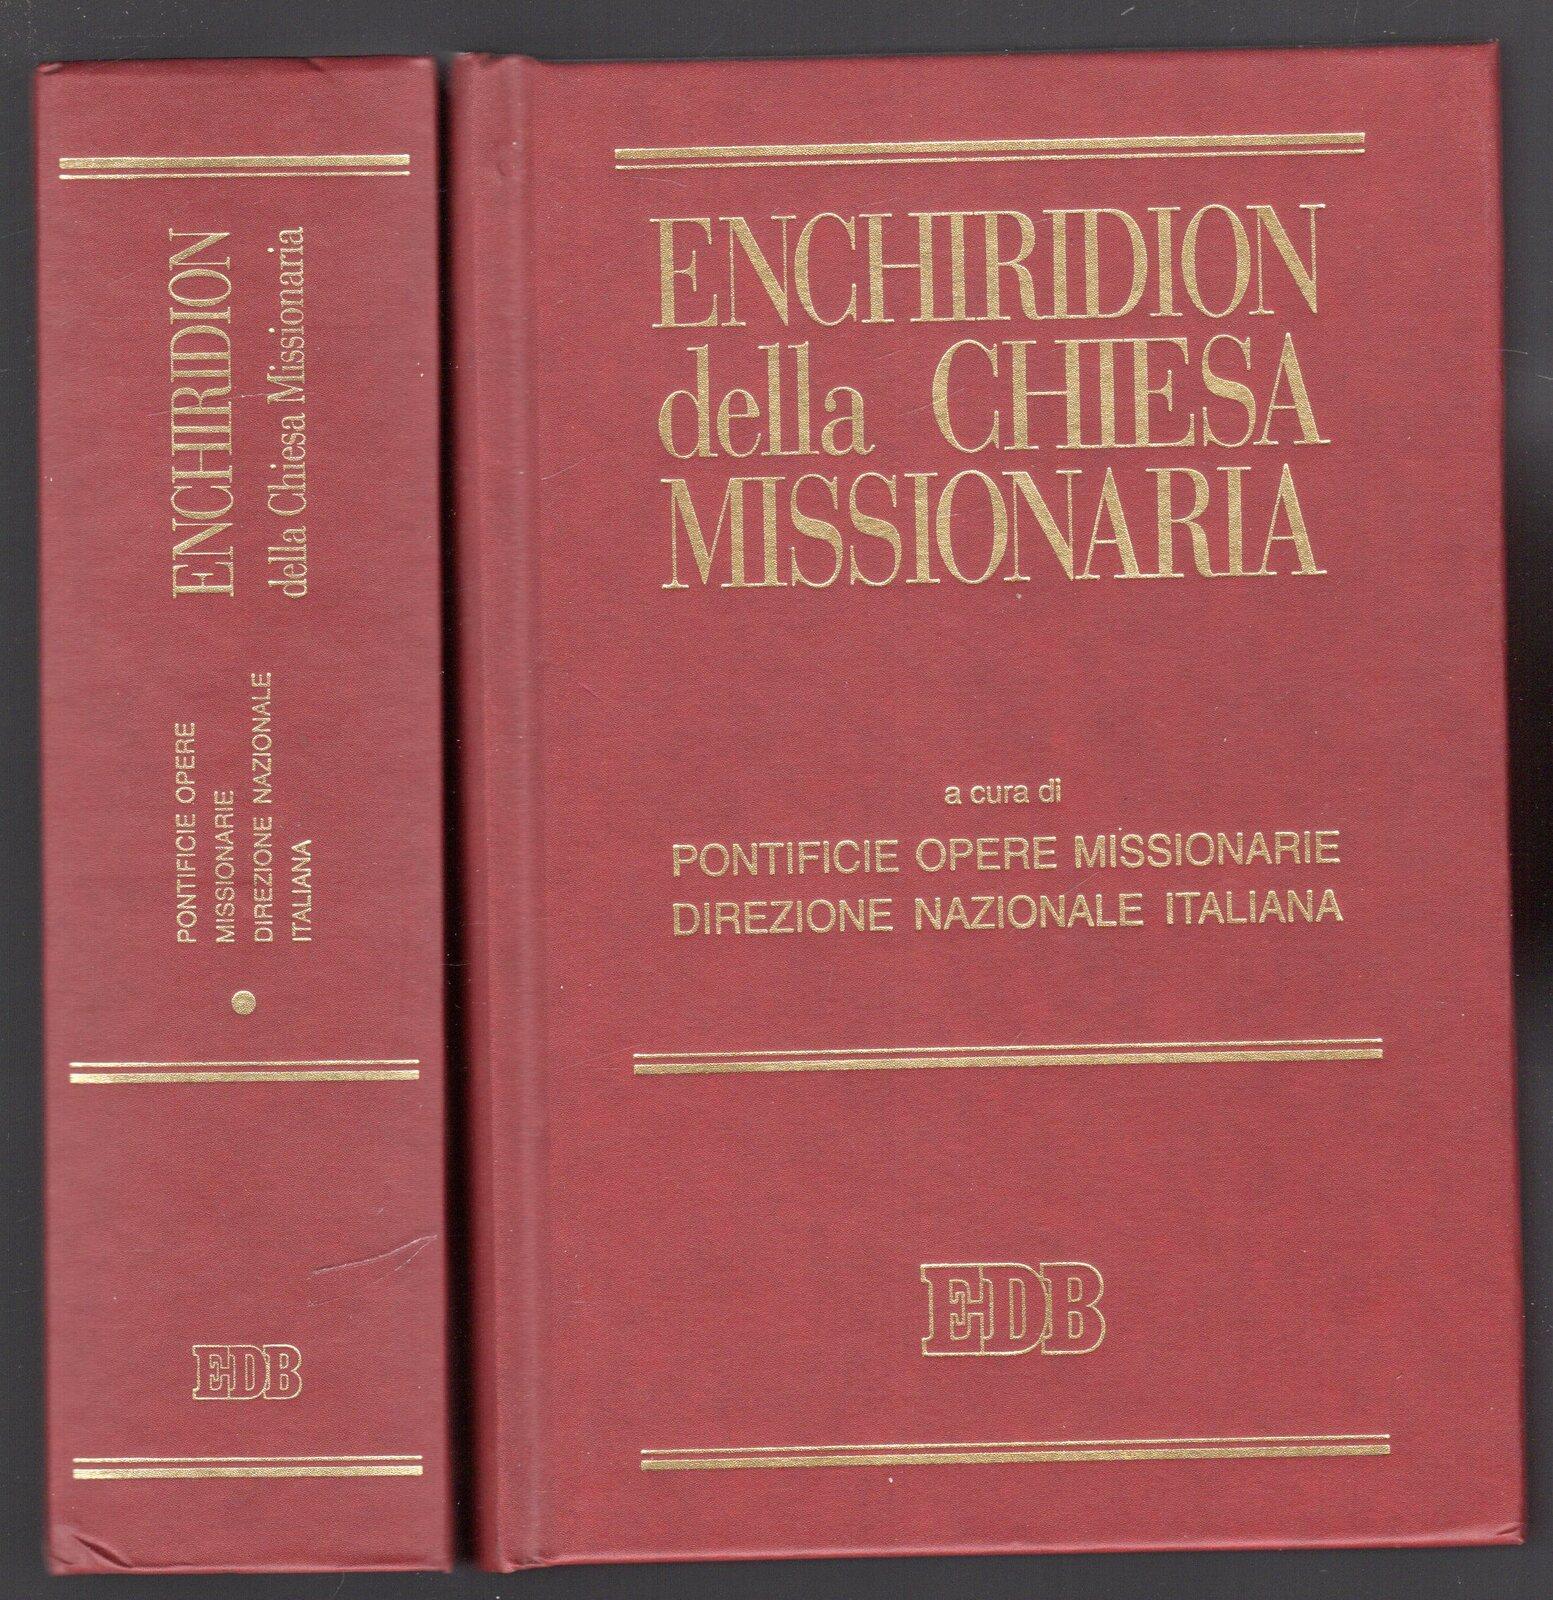 ENCHIRIDION
della Chiesa Missionaria
PONTIFICIE OPERE
MISSIONARIE
DIREZIONE NAZIONALE
ITALIANA
EDB
ENCHIRIDION
della CHIESA
MISSIONARIA
a cura di
PONTIFICIE OPERE MISSIONARIE
DIREZIONE NAZIONALE ITALIANA
EDB